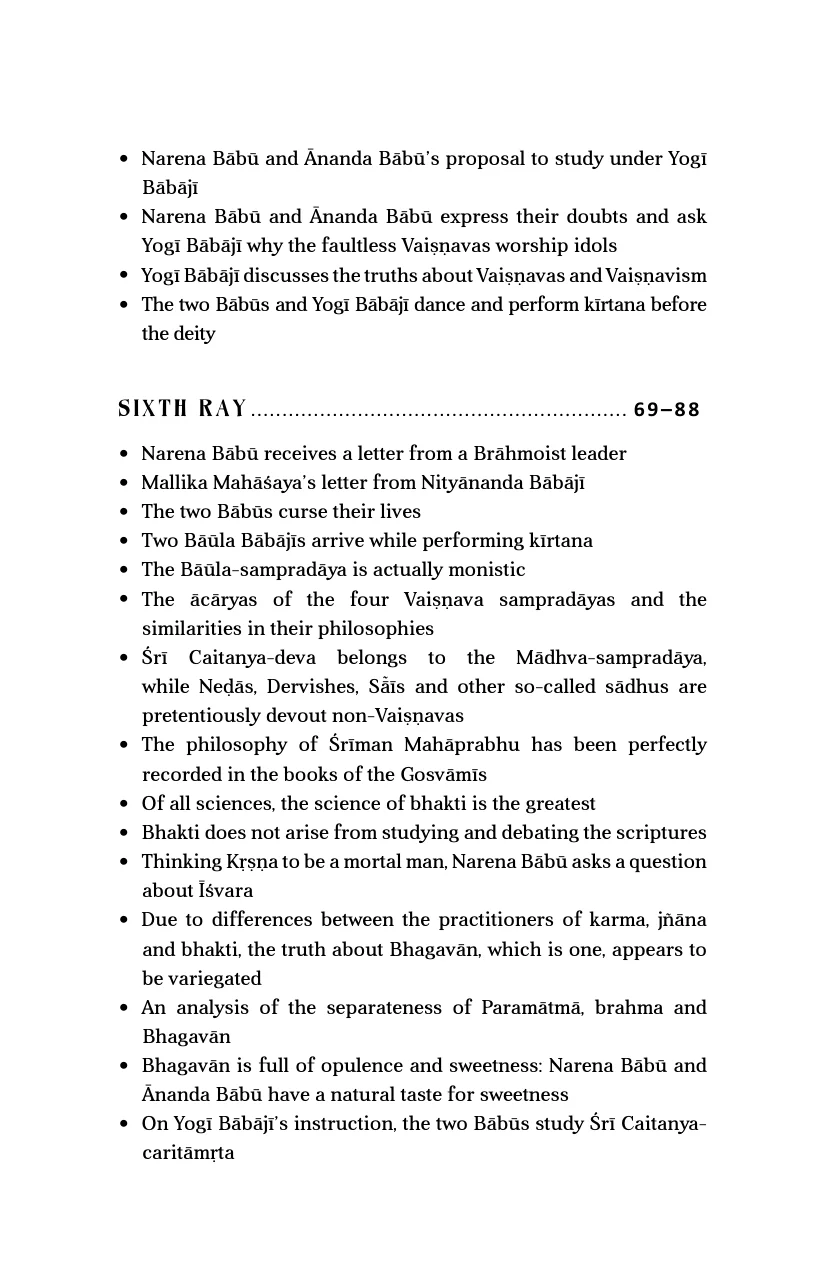 • Narena Bābū and Ānanda Bābū’s proposal to study under Yogī
Bābājī
• Narena Bābū and Ānanda Bābū express their doubts and ask
Yogī Bābājī why the faultless Vaiṣṇavas worship idols
• Yogī Bābājī discusses the truths about Vaiṣṇavas and Vaiṣṇavism
• The two Bābūs and Yogī Bābājī dance and perform kīrtana before
the deity
SIXTH RAY............................................................ 69–88
• Narena Bābū receives a letter from a Brāhmoist leader
• Mallika Mahāśaya’s letter from Nityānanda Bābājī
• The two Bābūs curse their lives
• Two Bāūla Bābājīs arrive while performing kīrtana
• The Bāūla-sampradāya is actually monistic
• The ācāryas of the four Vaiṣṇava sampradāyas and the
similarities in their philosophies
• Śrī Caitanya-deva belongs to the Mādhva-sampradāya,
while Neḍās, Dervishes, Sā̐īs and other so-called sādhus are
pretentiously devout non-Vaiṣṇavas
• The philosophy of Śrīman Mahāprabhu has been perfectly
recorded in the books of the Gosvāmīs
• Of all sciences, the science of bhakti is the greatest
• Bhakti does not arise from studying and debating the scriptures
• Thinking Kṛṣṇa to be a mortal man, Narena Bābū asks a question
about Īśvara
• Due to differences between the practitioners of karma, jñāna
and bhakti, the truth about Bhagavān, which is one, appears to
be variegated
• An analysis of the separateness of Paramātmā, brahma and
Bhagavān
• Bhagavān is full of opulence and sweetness: Narena Bābū and
Ānanda Bābū have a natural taste for sweetness
• On Yogī Bābājī’s instruction, the two Bābūs study Śrī Caitanya-
caritāmṛta